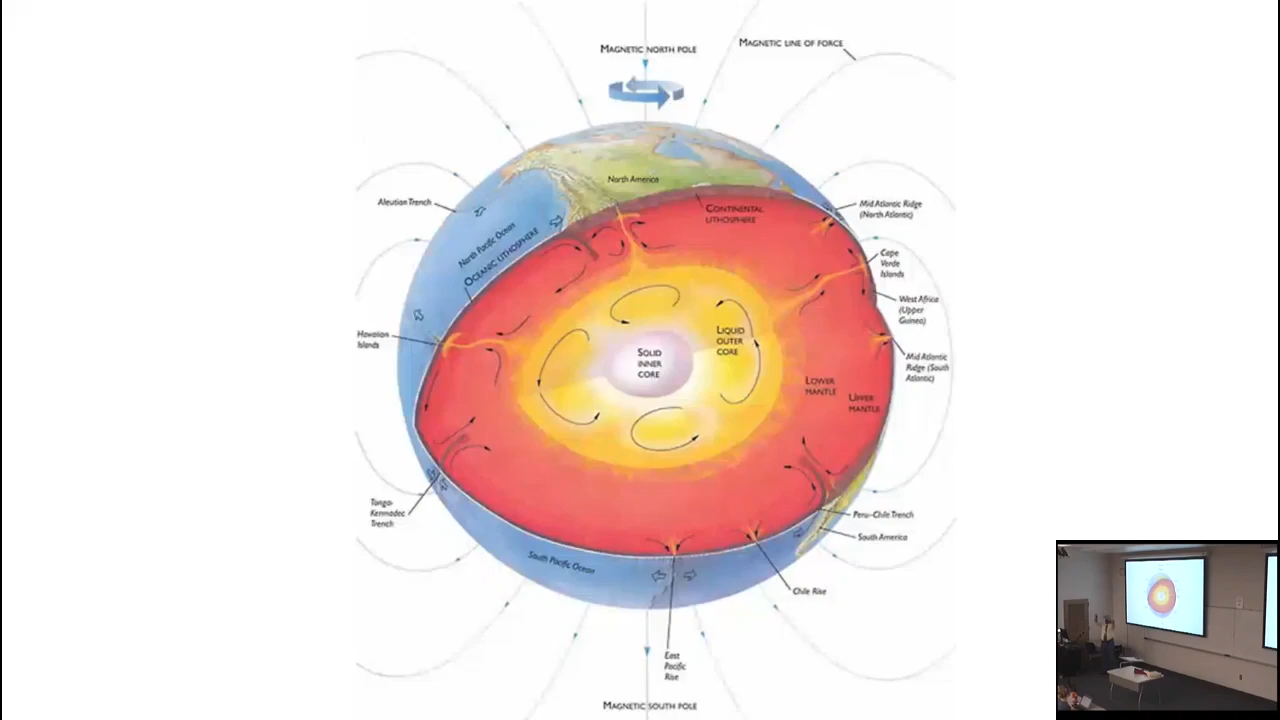 MAGNETIC NORTH POLE
MAGNETIC LINE OF FORCE
North America
Aleutian Trench
CONTINENTAL
LITHOSPHERE
Mid Atlantic Ridge
(North Atlantic)
North Pacific Ocean
OCEANIC LITHOSPHERE
Cape
Verde
Islands
West Africa
(Upper
Guinea)
Hawaiian
Islands
LIQUID
OUTER
CORE
SOLID
INNER
CORE
Mid Atlantic
Ridge (South
Atlantic)
LOWER
MANTLE
UPPER
MANTLE
Tonga-
Kermadec
Trench
Peru-Chile Trench
South America
South Pacific Ocean
Chile Rise
East
Pacific
Rise
MAGNETIC SOUTH POLE